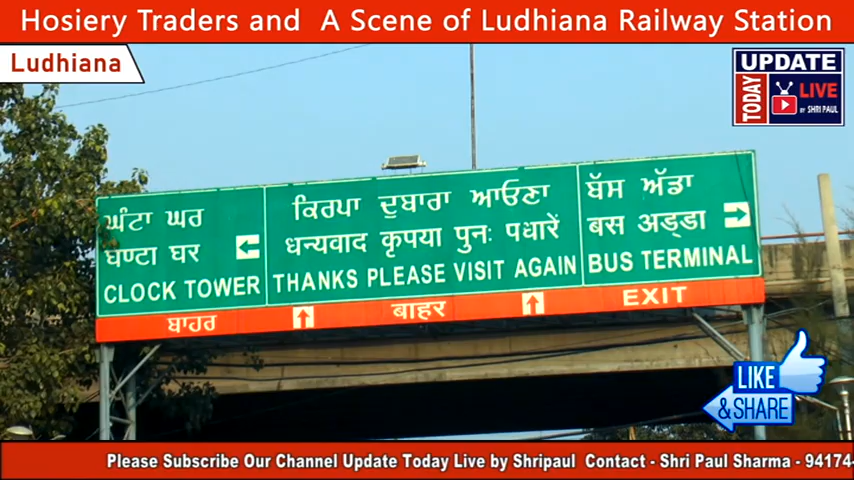 Hosiery Traders and A Scene of Ludhiana Railway Station
Ludhiana
UPDATE
TODAY
LIVE
BY SHRI PAUL
ਘੰਟਾ ਘਰ
घण्टा घर
CLOCK TOWER
ਕਿਰਪਾ ਦੁਬਾਰਾ ਆਓਣਾ
धन्यवाद कृपया पुनः पधारें
THANKS PLEASE VISIT AGAIN
ਬੱਸ ਅੱਡਾ
बस अड्डा
BUS TERMINAL
ਬਾਹਰ
बाहर
EXIT
LIKE
& SHARE
Please Subscribe Our Channel Update Today Live by Shripaul Contact - Shri Paul Sharma - 94174-